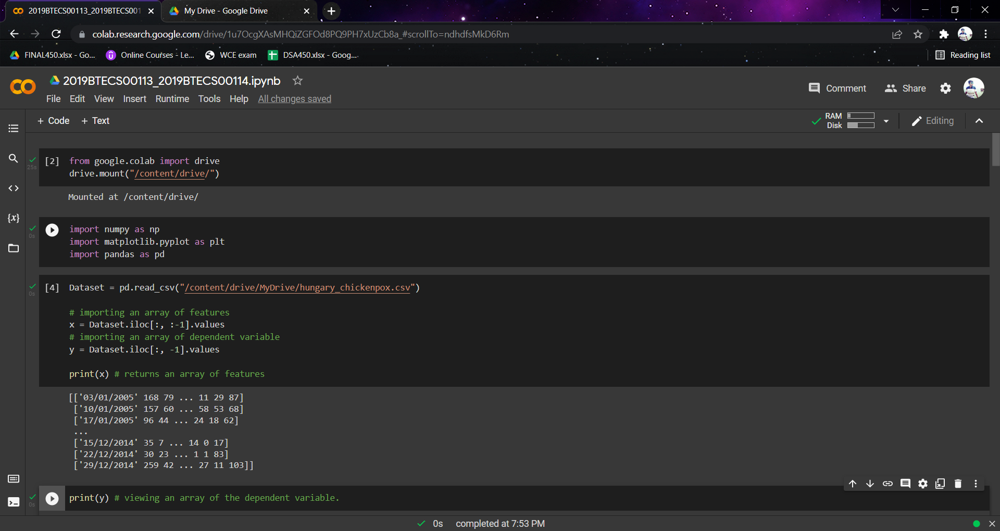 2019BTECS00113_2019BTECS001
My Drive - Google Drive
colab.research.google.com/drive/1u7OcgXAsMHQiZGFOd8PQ9PH7xUzCb8a_#scrollTo=ndhdfsMkD6Rm
FINAL450.xlsx - Go...
Online Courses - Le...
WCE exam
DSA450.xlsx - Goog...
Reading list
2019BTECS00113_2019BTECS00114.ipynb
Comment
Share
File Edit View Insert Runtime Tools Help All changes saved
+ Code + Text
RAM
Disk
Editing
25s
[2] from google.colab import drive
drive.mount("/content/drive/")
Mounted at /content/drive/
0s
import numpy as np
import matplotlib.pyplot as plt
import pandas as pd
0s
[4] Dataset = pd.read_csv("/content/drive/MyDrive/hungary_chickenpox.csv")
# importing an array of features
x = Dataset.iloc[:, :-1].values
# importing an array of dependent variable
y = Dataset.iloc[:, -1].values
print(x) # returns an array of features
[['03/01/2005' 168 79 ... 11 29 87]
['10/01/2005' 157 60 ... 58 53 68]
['17/01/2005' 96 44 ... 24 18 62]
...
['15/12/2014' 35 7 ... 14 0 17]
['22/12/2014' 30 23 ... 1 1 83]
['29/12/2014' 259 42 ... 27 11 103]]
0s
print(y) # viewing an array of the dependent variable.
0s completed at 7:53 PM